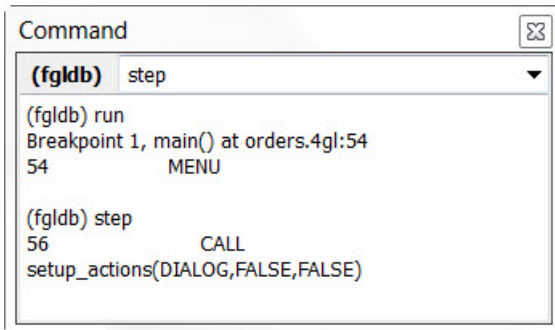 Command
(fgldb) step
(fgldb) run
Breakpoint 1, main() at orders.4gl:54
54 MENU
(fgldb) step
56 CALL
setup_actions(DIALOG,FALSE,FALSE)